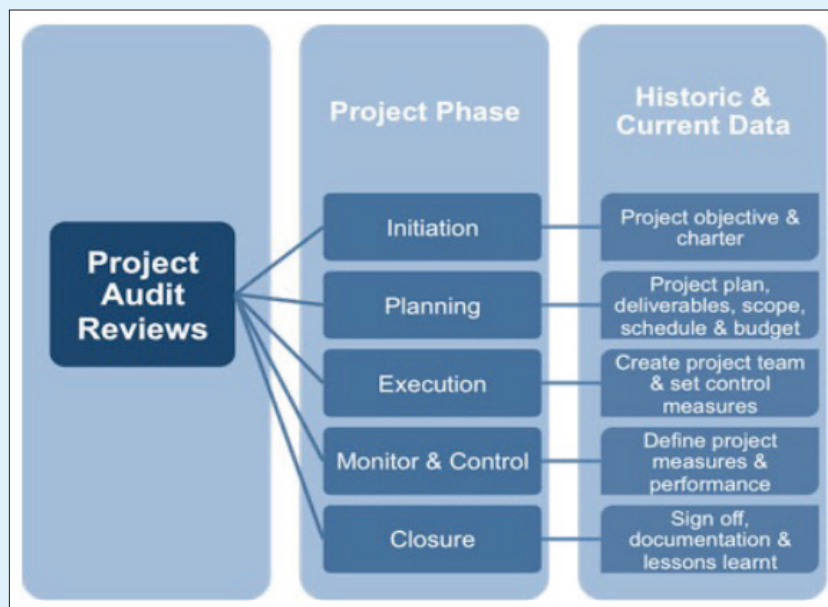 Project Phase
Historic &
Current Data
Project
Audit
Reviews
Initiation
Project objective &
charter
Planning
Project plan,
deliverables, scope,
schedule & budget
Execution
Create project team
& set control
measures
Monitor & Control
Define project
measures &
performance
Closure
Sign off,
documentation &
lessons learnt